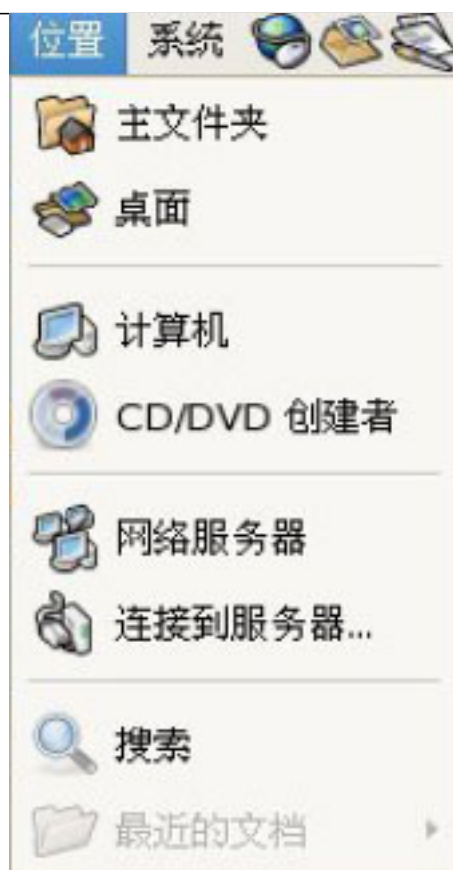 位置 系统
主文件夹
桌面
计算机
CD/DVD 创建者
网络服务器
连接到服务器...
搜索
最近的文档